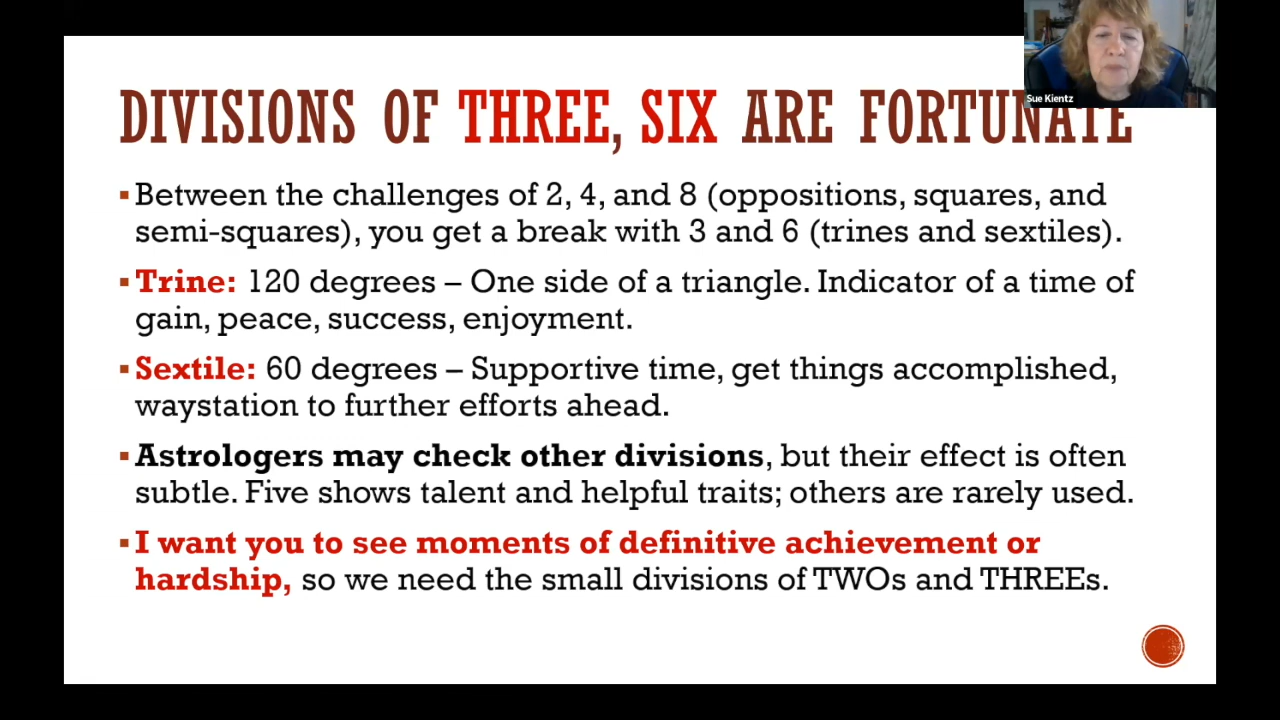 Sue Kientz
DIVISIONS OF THREE, SIX ARE FORTUNATE
▪Between the challenges of 2, 4, and 8 (oppositions, squares, and
semi-squares), you get a break with 3 and 6 (trines and sextiles).
▪Trine: 120 degrees – One side of a triangle. Indicator of a time of
gain, peace, success, enjoyment.
▪Sextile: 60 degrees – Supportive time, get things accomplished,
waystation to further efforts ahead.
▪Astrologers may check other divisions, but their effect is often
subtle. Five shows talent and helpful traits; others are rarely used.
▪I want you to see moments of definitive achievement or
hardship, so we need the small divisions of TWOs and THREEs.